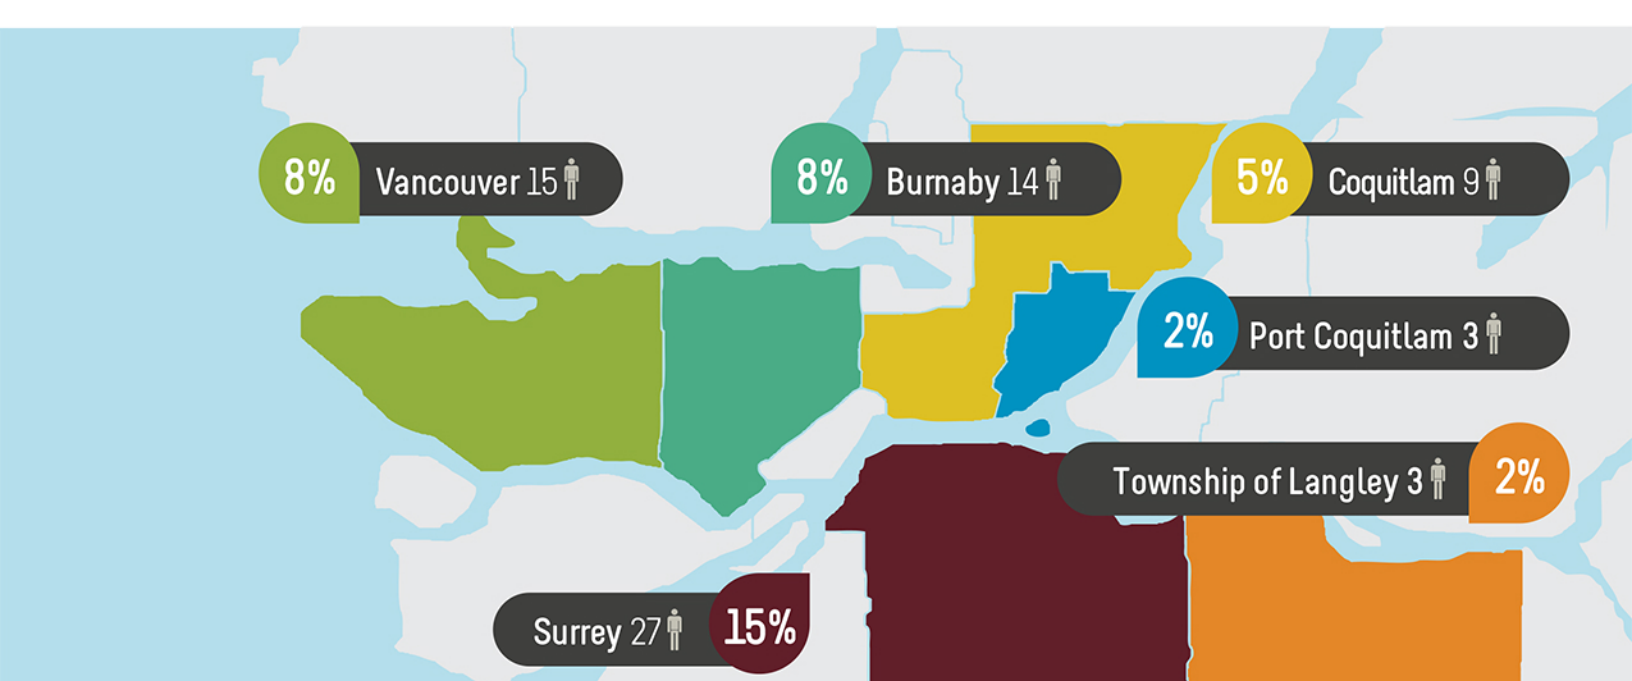 8% Vancouver 15
8% Burnaby 14
5% Coquitlam 9
2% Port Coquitlam 3
Township of Langley 3 2%
Surrey 27 15%